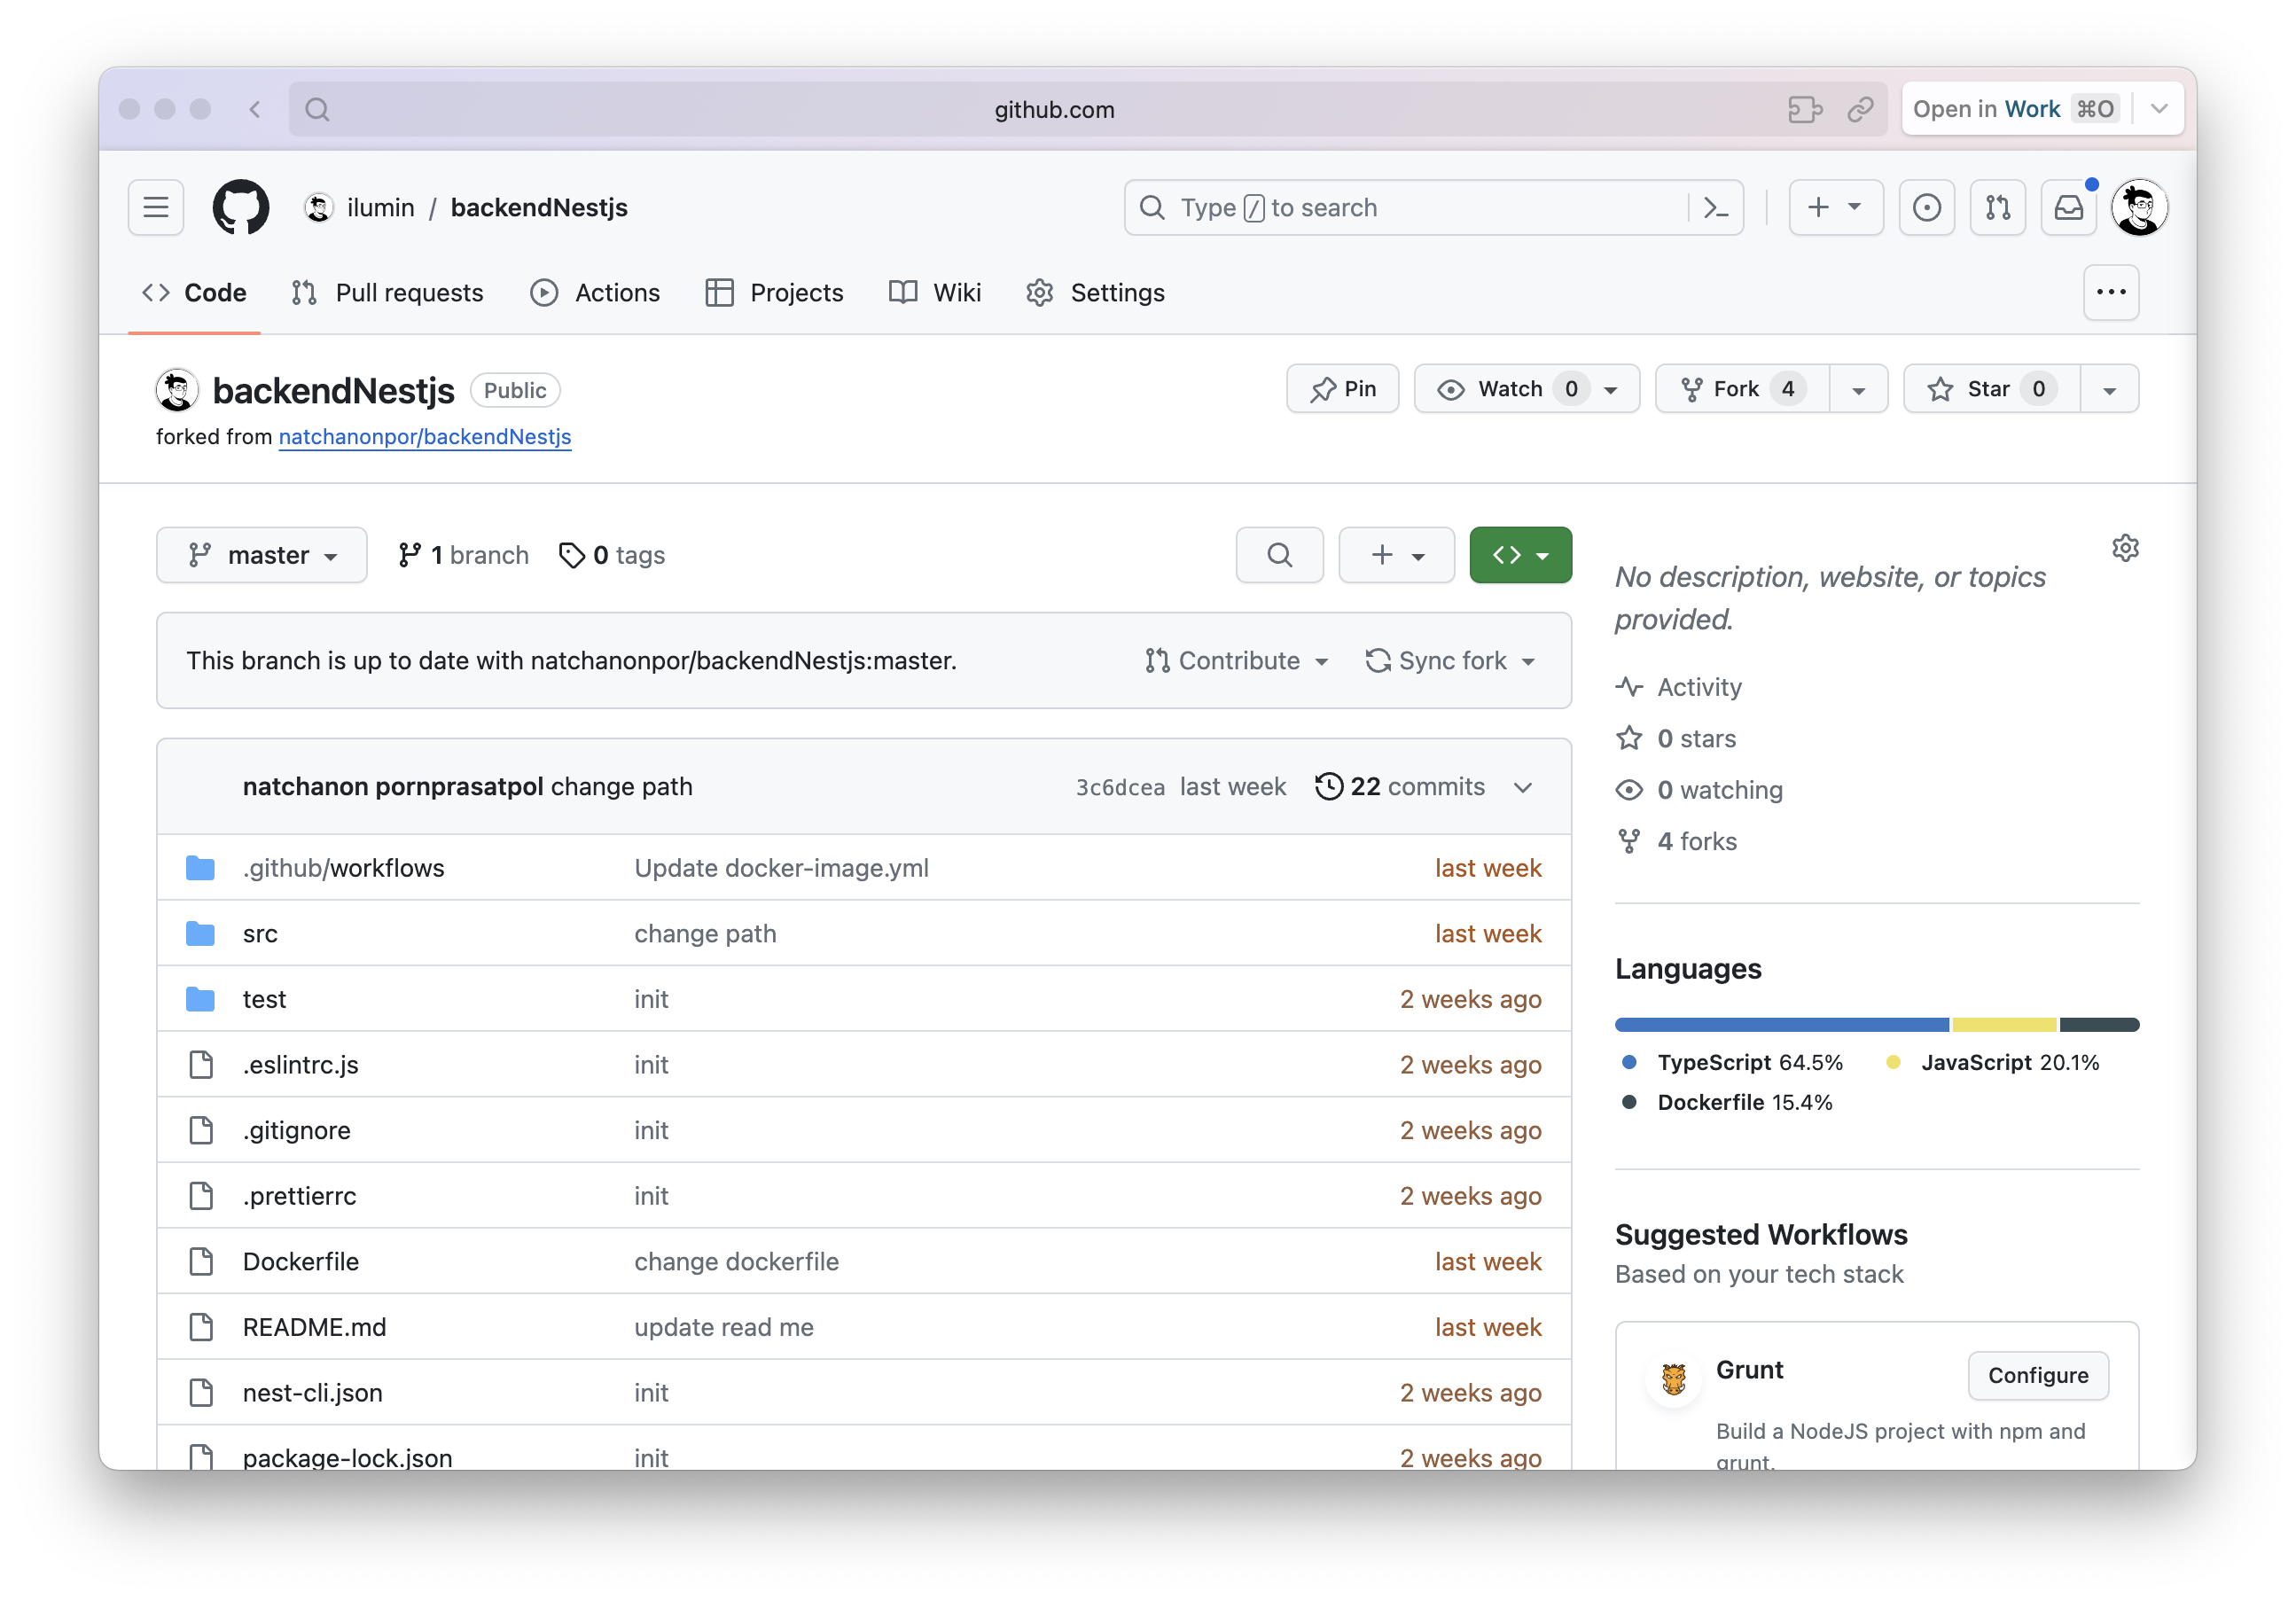 github.com
Open in Work ⌘O
ilumin / backendNestjs
Type / to search
Code Pull requests Actions Projects Wiki Settings
backendNestjs Public
Pin Watch 0 Fork 4 Star 0
forked from natchanonpor/backendNestjs
master 1 branch 0 tags
This branch is up to date with natchanonpor/backendNestjs:master. Contribute Sync fork
natchanon pornprasatpol change path 3c6dcea last week 22 commits
.github/workflows Update docker-image.yml last week
src change path last week
test init 2 weeks ago
.eslintrc.js init 2 weeks ago
.gitignore init 2 weeks ago
.prettierrc init 2 weeks ago
Dockerfile change dockerfile last week
README.md update read me last week
nest-cli.json init 2 weeks ago
package-lock.json init 2 weeks ago
No description, website, or topics
provided.
Activity
0 stars
0 watching
4 forks
Languages
TypeScript 64.5% JavaScript 20.1%
Dockerfile 15.4%
Suggested Workflows
Based on your tech stack
Grunt Configure
Build a NodeJS project with npm and
grunt.